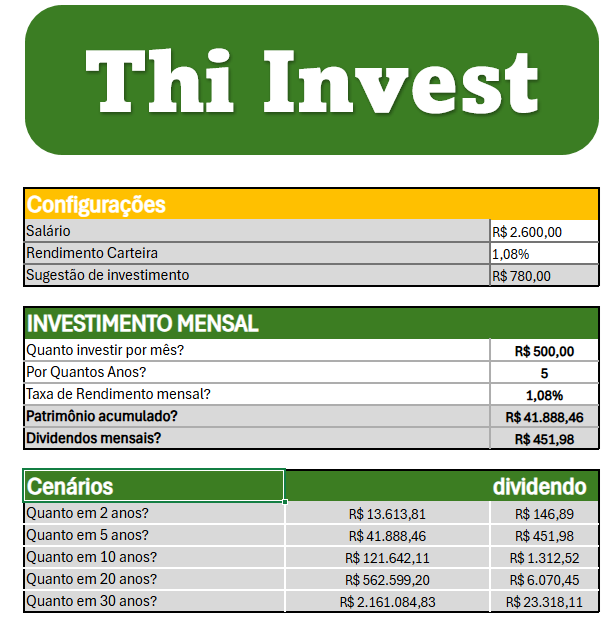 Thi Invest
Configurações
Salário R$ 2.600,00
Rendimento Carteira 1,08%
Sugestão de investimento R$ 780,00
INVESTIMENTO MENSAL
Quanto investir por mês? R$ 500,00
Por Quantos Anos? 5
Taxa de Rendimento mensal? 1,08%
Patrimônio acumulado? R$ 41.888,46
Dividendos mensais? R$ 451,98
Cenários dividendo
Quanto em 2 anos? R$ 13.613,81 R$ 146,89
Quanto em 5 anos? R$ 41.888,46 R$ 451,98
Quanto em 10 anos? R$ 121.642,11 R$ 1.312,52
Quanto em 20 anos? R$ 562.599,20 R$ 6.070,45
Quanto em 30 anos? R$ 2.161.084,83 R$ 23.318,11